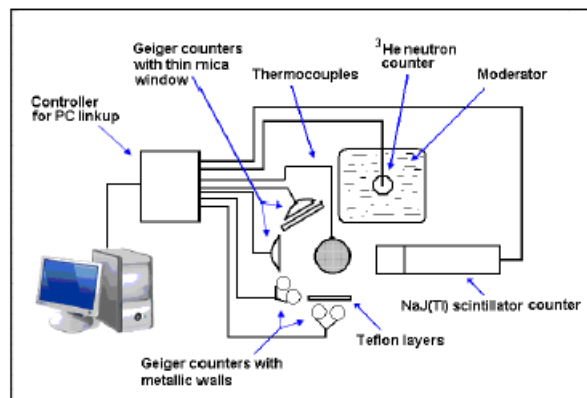 Geiger counters
with thin mica
window
Thermocouples
³He neutron
counter
Moderator
Controller
for PC linkup
NaJ(Tl) scintillator
counter
Teflon layers
Geiger counters with
metallic walls